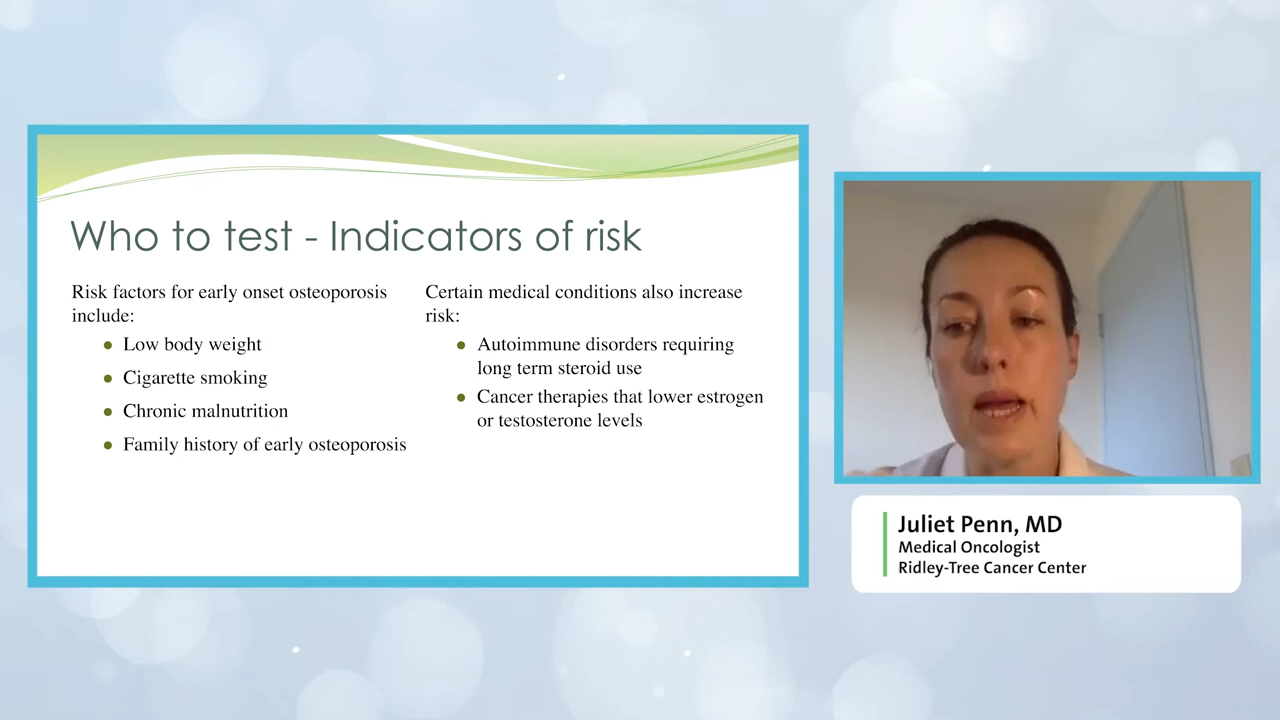 Who to test - Indicators of risk
Risk factors for early onset osteoporosis
include:
● Low body weight
● Cigarette smoking
● Chronic malnutrition
● Family history of early osteoporosis
Certain medical conditions also increase
risk:
● Autoimmune disorders requiring
long term steroid use
● Cancer therapies that lower estrogen
or testosterone levels
Juliet Penn, MD
Medical Oncologist
Ridley-Tree Cancer Center